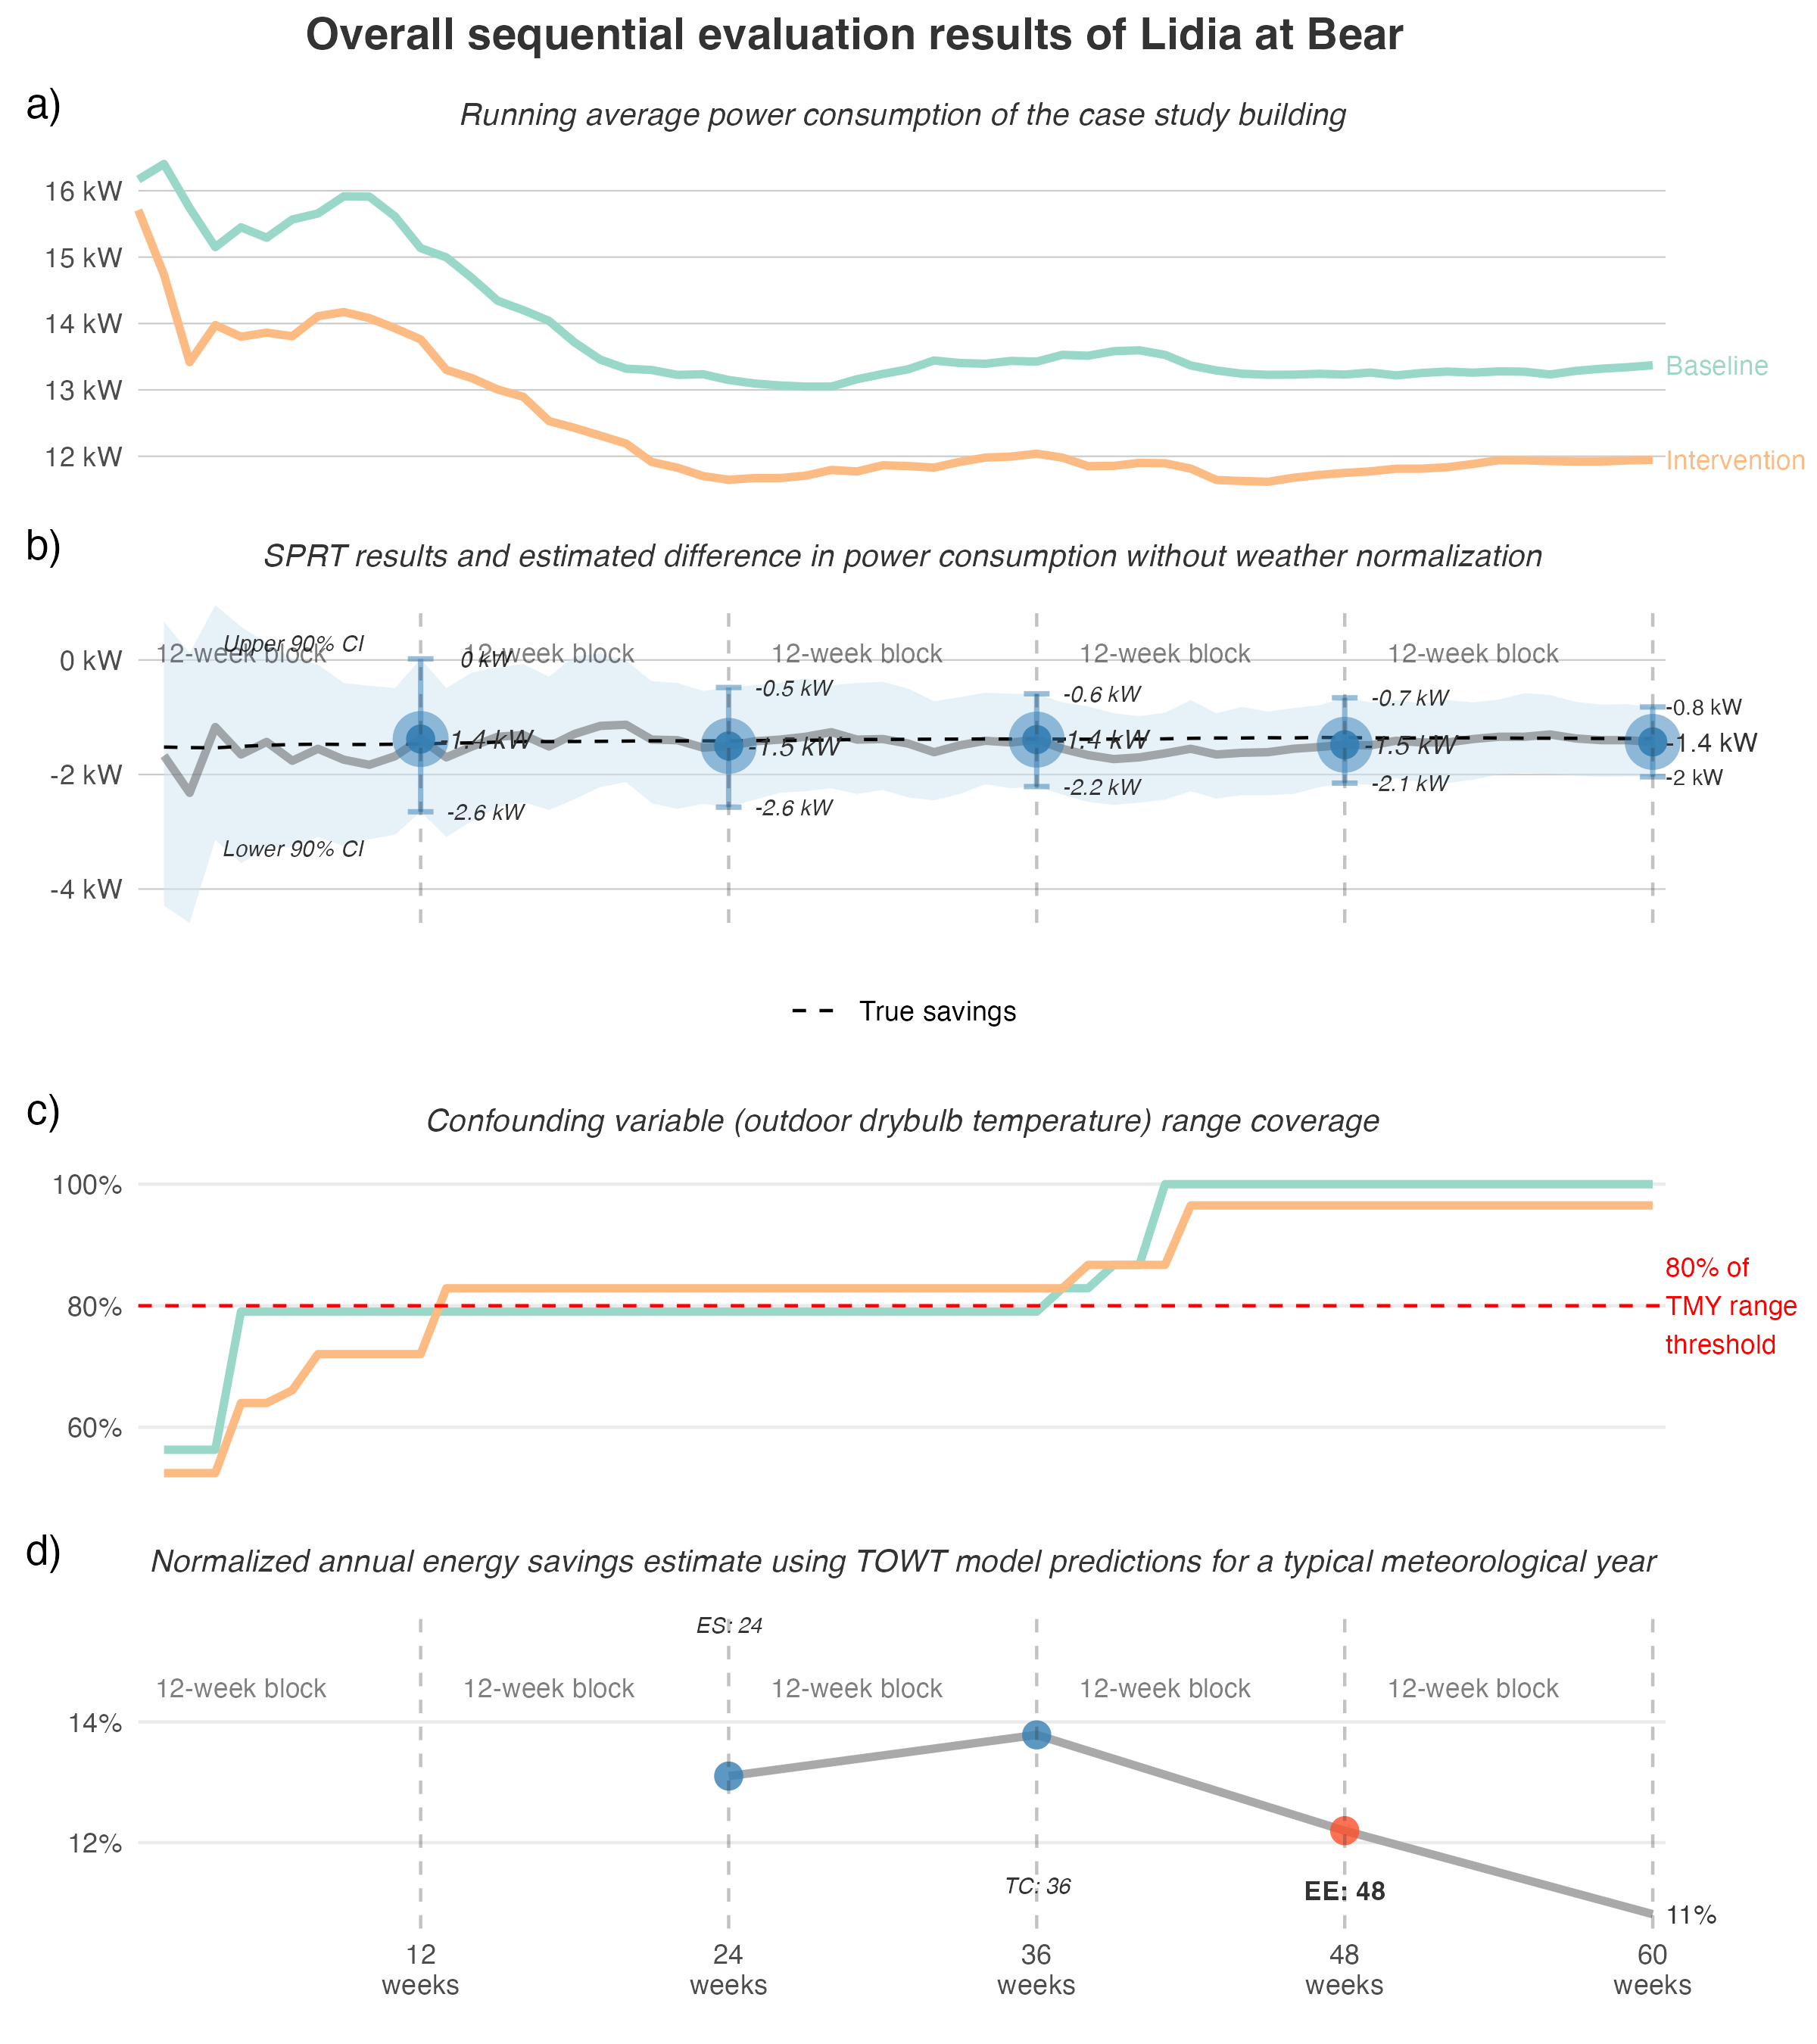 Overall sequential evaluation results of Lidia at Bear
a)
Running average power consumption of the case study building
16 kW
15 kW
14 kW
13 kW
12 kW
Baseline
Intervention
b)
SPRT results and estimated difference in power consumption without weather normalization
Upper 90% CI
12-week block
12-week block
12-week block
12-week block
12-week block
0 kW
-2 kW
-4 kW
0 kW
-0.5 kW
-0.6 kW
-0.7 kW
-0.8 kW
-1.4 kW
-1.5 kW
-1.4 kW
-1.5 kW
-1.4 kW
-2.6 kW
-2.6 kW
-2.2 kW
-2.1 kW
-2 kW
Lower 90% CI
True savings
c)
Confounding variable (outdoor drybulb temperature) range coverage
100%
80%
60%
80% of
TMY range
threshold
d)
Normalized annual energy savings estimate using TOWT model predictions for a typical meteorological year
ES: 24
12-week block
12-week block
12-week block
12-week block
12-week block
14%
12%
TC: 36
EE: 48
11%
12
weeks
24
weeks
36
weeks
48
weeks
60
weeks